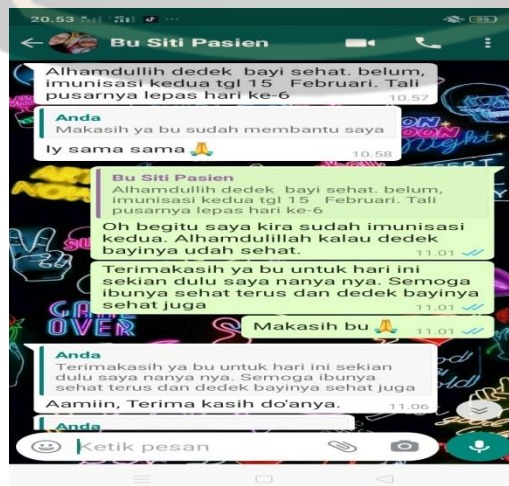 20.53
35
Bu Siti Pasien
Alhamdullih dedek bayi sehat. belum,
imunisasi kedua tgl 15 Februari. Tali
pusarnya lepas hari ke-6
10.57
Anda
Makasih ya bu sudah membantu saya
Iy sama sama 🙏
10.58
Bu Siti Pasien
Alhamdullih dedek bayi sehat. belum,
imunisasi kedua tgl 15 Februari. Tali
pusarnya lepas hari ke-6
Oh begitu saya kira sudah imunisasi
kedua. Alhamdulillah kalau dedek
bayinya udah sehat.
11.01
Terimakasih ya bu untuk hari ini
sekian dulu saya nanya nya. Semoga
ibunya sehat terus dan dedek bayinya
sehat juga
11.01
Makasih bu 🙏
11.01
Anda
Terimakasih ya bu untuk hari ini sekian
dulu saya nanya nya. Semoga ibunya
sehat terus dan dedek bayinya sehat juga
Aamiin, Terima kasih do'anya.
11.06
Anda
Ketik pesan
GAME
OVER